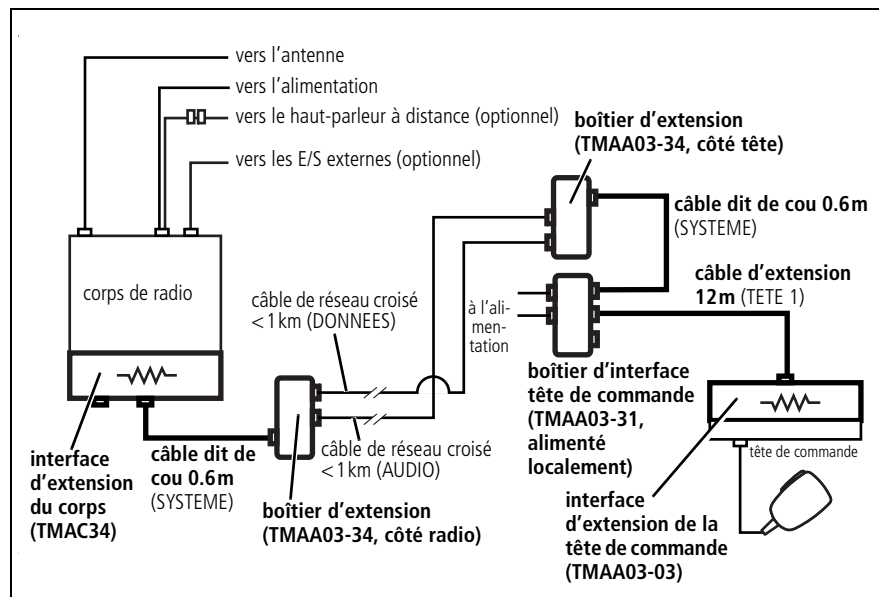 vers l'antenne
vers l'alimentation
vers le haut-parleur à distance (optionnel)
vers les E/S externes (optionnel)
boîtier d'extension
(TMAA03-34, côté tête)
câble dit de cou 0.6m
(SYSTEME)
corps de radio
câble de réseau croisé
<1km (DONNEES)
à l'ali-
men-
tation
câble d'extension
12m (TETE 1)
boîtier d'interface
tête de commande
(TMAA03-31,
alimenté
localement)
tête de commande
interface
d'extension
du corps
(TMAC34)
câble dit de
cou 0.6m
(SYSTEME)
câble de réseau croisé
<1km (AUDIO)
boîtier d'extension
(TMAA03-34, côté radio)
interface
d'extension de la
tête de commande
(TMAA03-03)